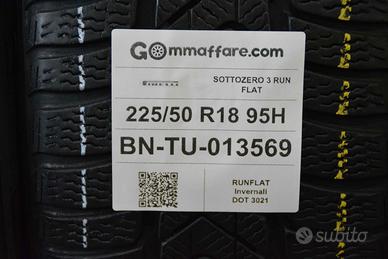 GOmmaffare.com
SOTTOZERO 3 RUN
FLAT
225/50 R18 95H
BN-TU-013569
RUNFLAT
Invernali
DOT 3021
subito